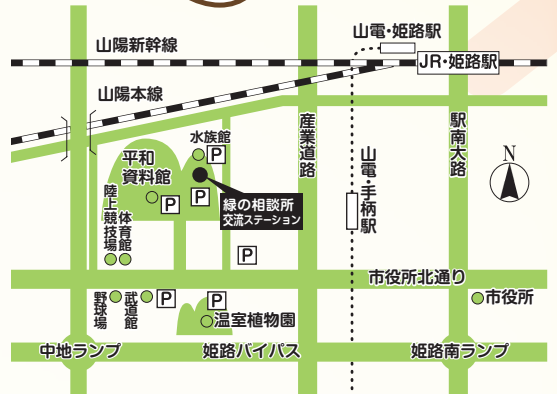 山陽新幹線
山電・姫路駅
JR・姫路駅
山陽本線
水族館
P
平和
資料館
P
P
緑の相談所
交流ステーション
産業道路
山電・手柄駅
駅南大路
N
陸上競技場
体育館
P
市役所北通り
野球場
武道館
P
P
温室植物園
市役所
中地ランプ
姫路バイパス
姫路南ランプ